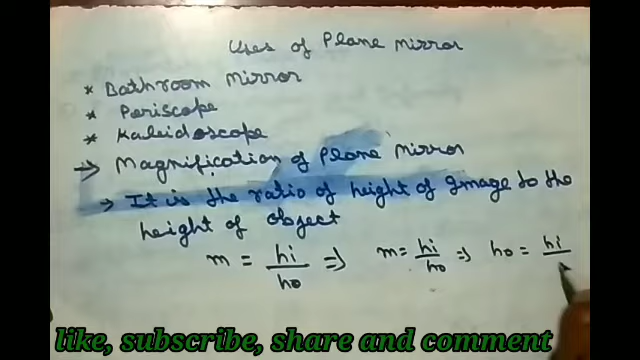 Uses of Plane Mirror
* Bathroom Mirror
* Periscope
* Kaleidoscope
→ Magnification of Plane Mirror
→ It is the ratio of height of Image to the
height of object
m = hi/ho ⇒ m = hi/ho ⇒ ho = hi/
like, subscribe, share and comment